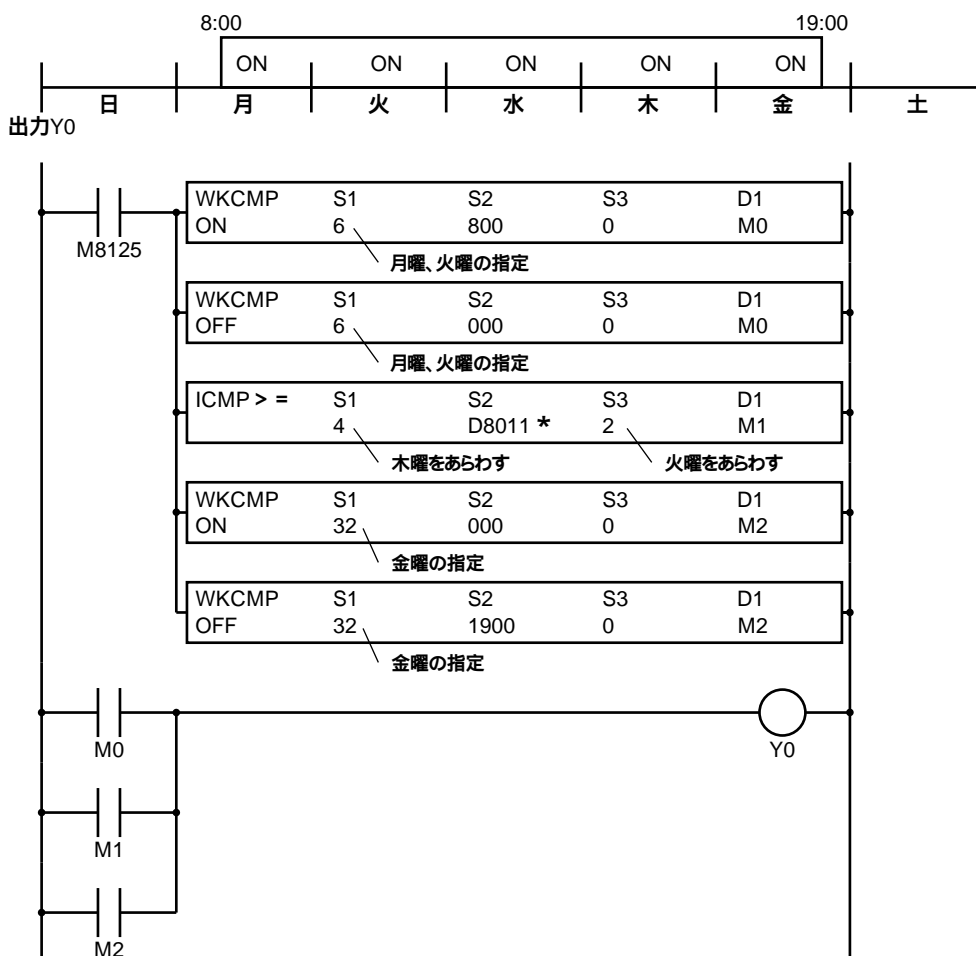 8:00 19:00
ON ON ON ON ON
日 月 火 水 木 金 土
出力Y0
WKCMP S1 S2 S3 D1
ON 6 800 0 M0
M8125
月曜、火曜の指定
WKCMP S1 S2 S3 D1
OFF 6 000 0 M0
月曜、火曜の指定
ICMP > = S1 S2 S3 D1
4 D8011 * 2 M1
木曜をあらわす 火曜をあらわす
WKCMP S1 S2 S3 D1
ON 32 000 0 M2
金曜の指定
WKCMP S1 S2 S3 D1
OFF 32 1900 0 M2
金曜の指定
M0 Y0
M1
M2